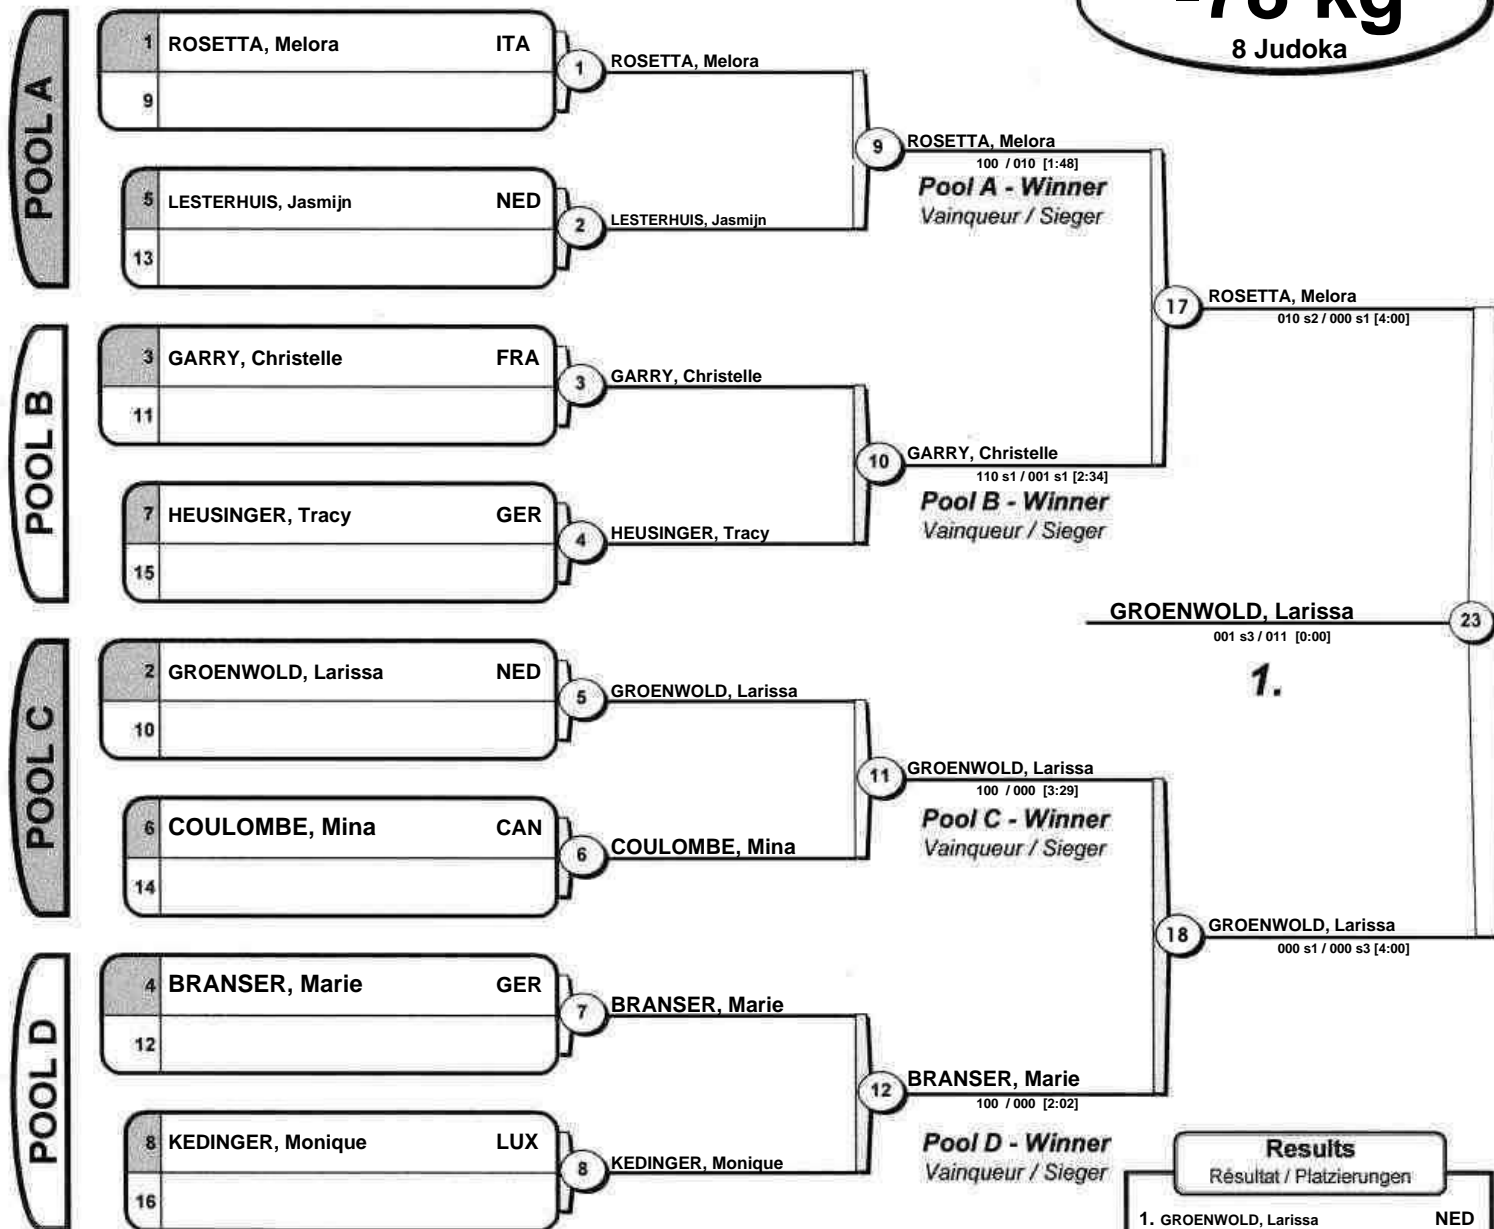 -78 kg
8 Judoka
POOL A
1 ROSETTA, Melora ITA
9
1 ROSETTA, Melora
5 LESTERHUIS, Jasmijn NED
13
2 LESTERHUIS, Jasmijn
9 ROSETTA, Melora
100 / 010 [1:48]
Pool A - Winner
Vainqueur / Sieger
POOL B
3 GARRY, Christelle FRA
11
3 GARRY, Christelle
7 HEUSINGER, Tracy GER
15
4 HEUSINGER, Tracy
10 GARRY, Christelle
110 s1 / 001 s1 [2:34]
Pool B - Winner
Vainqueur / Sieger
17 ROSETTA, Melora
010 s2 / 000 s1 [4:00]
GROENWOLD, Larissa 23
001 s3 / 011 [0:00]
1.
POOL C
2 GROENWOLD, Larissa NED
10
5 GROENWOLD, Larissa
6 COULOMBE, Mina CAN
14
6 COULOMBE, Mina
11 GROENWOLD, Larissa
100 / 000 [3:29]
Pool C - Winner
Vainqueur / Sieger
18 GROENWOLD, Larissa
000 s1 / 000 s3 [4:00]
POOL D
4 BRANSER, Marie GER
12
7 BRANSER, Marie
8 KEDINGER, Monique LUX
16
8 KEDINGER, Monique
12 BRANSER, Marie
100 / 000 [2:02]
Pool D - Winner
Vainqueur / Sieger
Results
Résultat / Platzierungen
1. GROENWOLD, Larissa NED